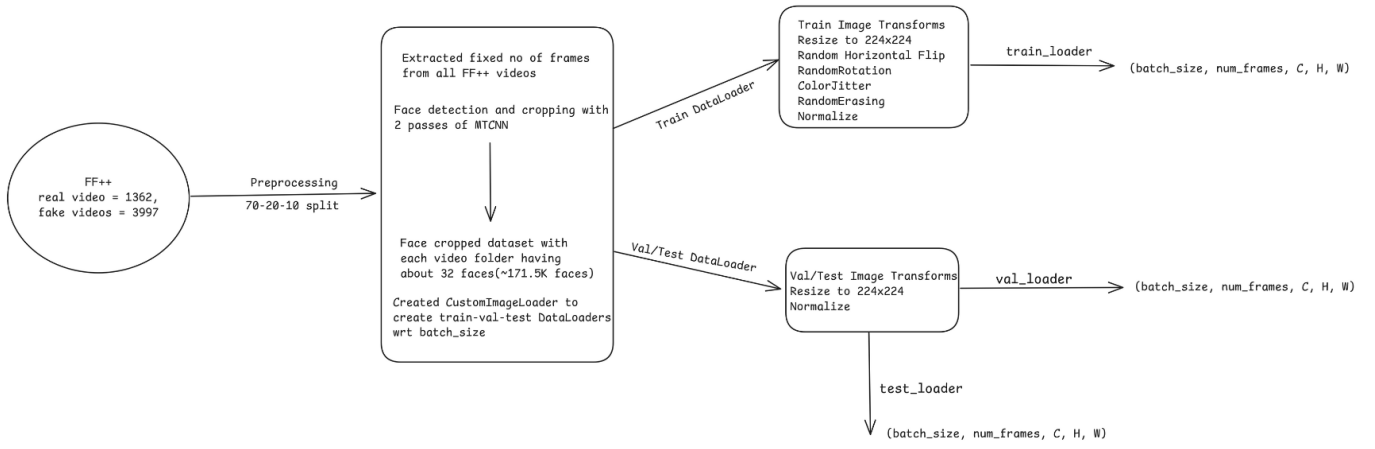 FF++
real video = 1362,
fake videos = 3997
Preprocessing
70-20-10 split
Extracted fixed no of frames
from all FF++ videos
Face detection and cropping with
2 passes of MTCNN
Face cropped dataset with
each video folder having
about 32 faces(~171.5K faces)
Created CustomImageLoader to
create train-val-test DataLoaders
wrt batch_size
Train DataLoader
Train Image Transforms
Resize to 224x224
Random Horizontal Flip
RandomRotation
ColorJitter
RandomErasing
Normalize
train_loader
(batch_size, num_frames, C, H, W)
Val/Test DataLoader
Val/Test Image Transforms
Resize to 224x224
Normalize
val_loader
(batch_size, num_frames, C, H, W)
test_loader
(batch_size, num_frames, C, H, W)